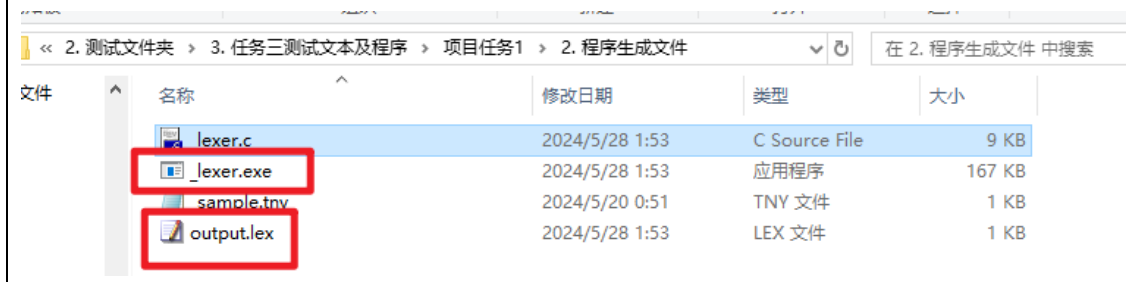 « 2. 测试文件夹 › 3. 任务三测试文本及程序 › 项目任务1 › 2. 程序生成文件 在 2. 程序生成文件 中搜索
文件 名称 修改日期 类型 大小
_lexer.c 2024/5/28 1:53 C Source File 9 KB
_lexer.exe 2024/5/28 1:53 应用程序 167 KB
_sample.tny 2024/5/20 0:51 TNY 文件 1 KB
output.lex 2024/5/28 1:53 LEX 文件 1 KB